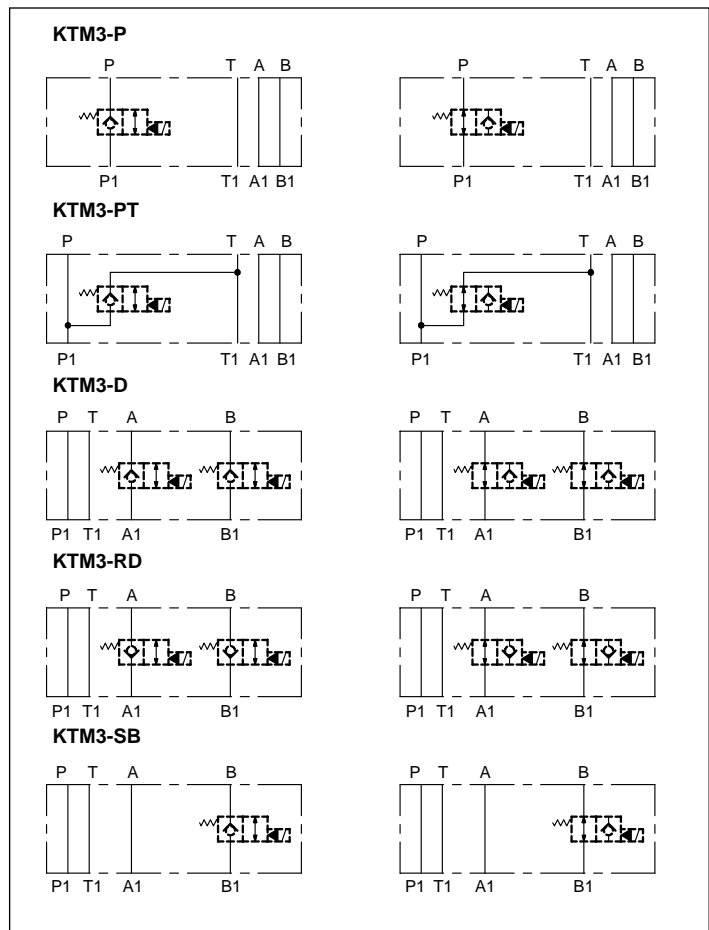 KTM3-P
P T A B P T A B
P1 T1 A1 B1 P1 T1 A1 B1
KTM3-PT
P T A B P T A B
P1 T1 A1 B1 P1 T1 A1 B1
KTM3-D
P T A B P T A B
P1 T1 A1 B1 P1 T1 A1 B1
KTM3-RD
P T A B P T A B
P1 T1 A1 B1 P1 T1 A1 B1
KTM3-SB
P T A B P T A B
P1 T1 A1 B1 P1 T1 A1 B1